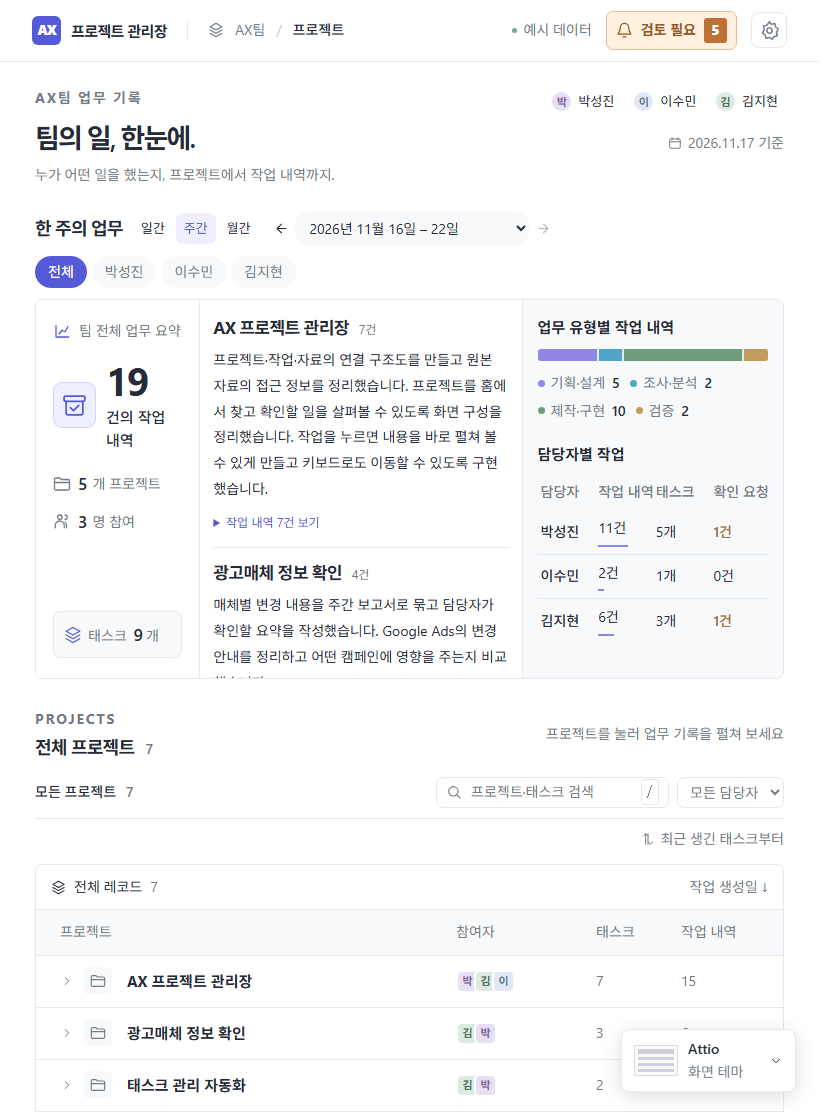 AX 프로젝트 관리장 AX팀 / 프로젝트 예시 데이터 검토 필요 5
AX팀 업무 기록
박 박성진 이 이수민 김 김지현
팀의 일, 한눈에.
2026.11.17 기준
누가 어떤 일을 했는지, 프로젝트에서 작업 내역까지.
한 주의 업무 일간 주간 월간 ← 2026년 11월 16일 – 22일 →
전체 박성진 이수민 김지현
팀 전체 업무 요약
19
건의 작업
내역
5 개 프로젝트
3 명 참여
태스크 9 개
AX 프로젝트 관리장 7건
프로젝트·작업·자료의 연결 구조도를 만들고 원본
자료의 접근 정보를 정리했습니다. 프로젝트를 홈에
서 찾고 확인할 일을 살펴볼 수 있도록 화면 구성을
정리했습니다. 작업을 누르면 내용을 바로 펼쳐 볼
수 있게 만들고 키보드로도 이동할 수 있도록 구현
했습니다.
▶ 작업 내역 7건 보기
광고매체 정보 확인 4건
매체별 변경 내용을 주간 보고서로 묶고 담당자가
확인할 요약을 작성했습니다. Google Ads의 변경
안내를 정리하고 어떤 캠페인에 영향을 주는지 비교
업무 유형별 작업 내역
기획·설계 5 조사·분석 2
제작·구현 10 검증 2
담당자별 작업
담당자 작업 내역 태스크 확인 요청
박성진 11건 5개 1건
이수민 2건 1개 0건
김지현 6건 3개 1건
PROJECTS
전체 프로젝트 7
프로젝트를 눌러 업무 기록을 펼쳐 보세요
모든 프로젝트 7
프로젝트·태스크 검색 /
모든 담당자
최근 생긴 태스크부터
전체 레코드 7
작업 생성일 ↓
프로젝트 참여자 태스크 작업 내역
AX 프로젝트 관리장 박 김 이 7 15
광고매체 정보 확인 김 박 3
태스크 관리 자동화 김 박 2
Attio
화면 테마